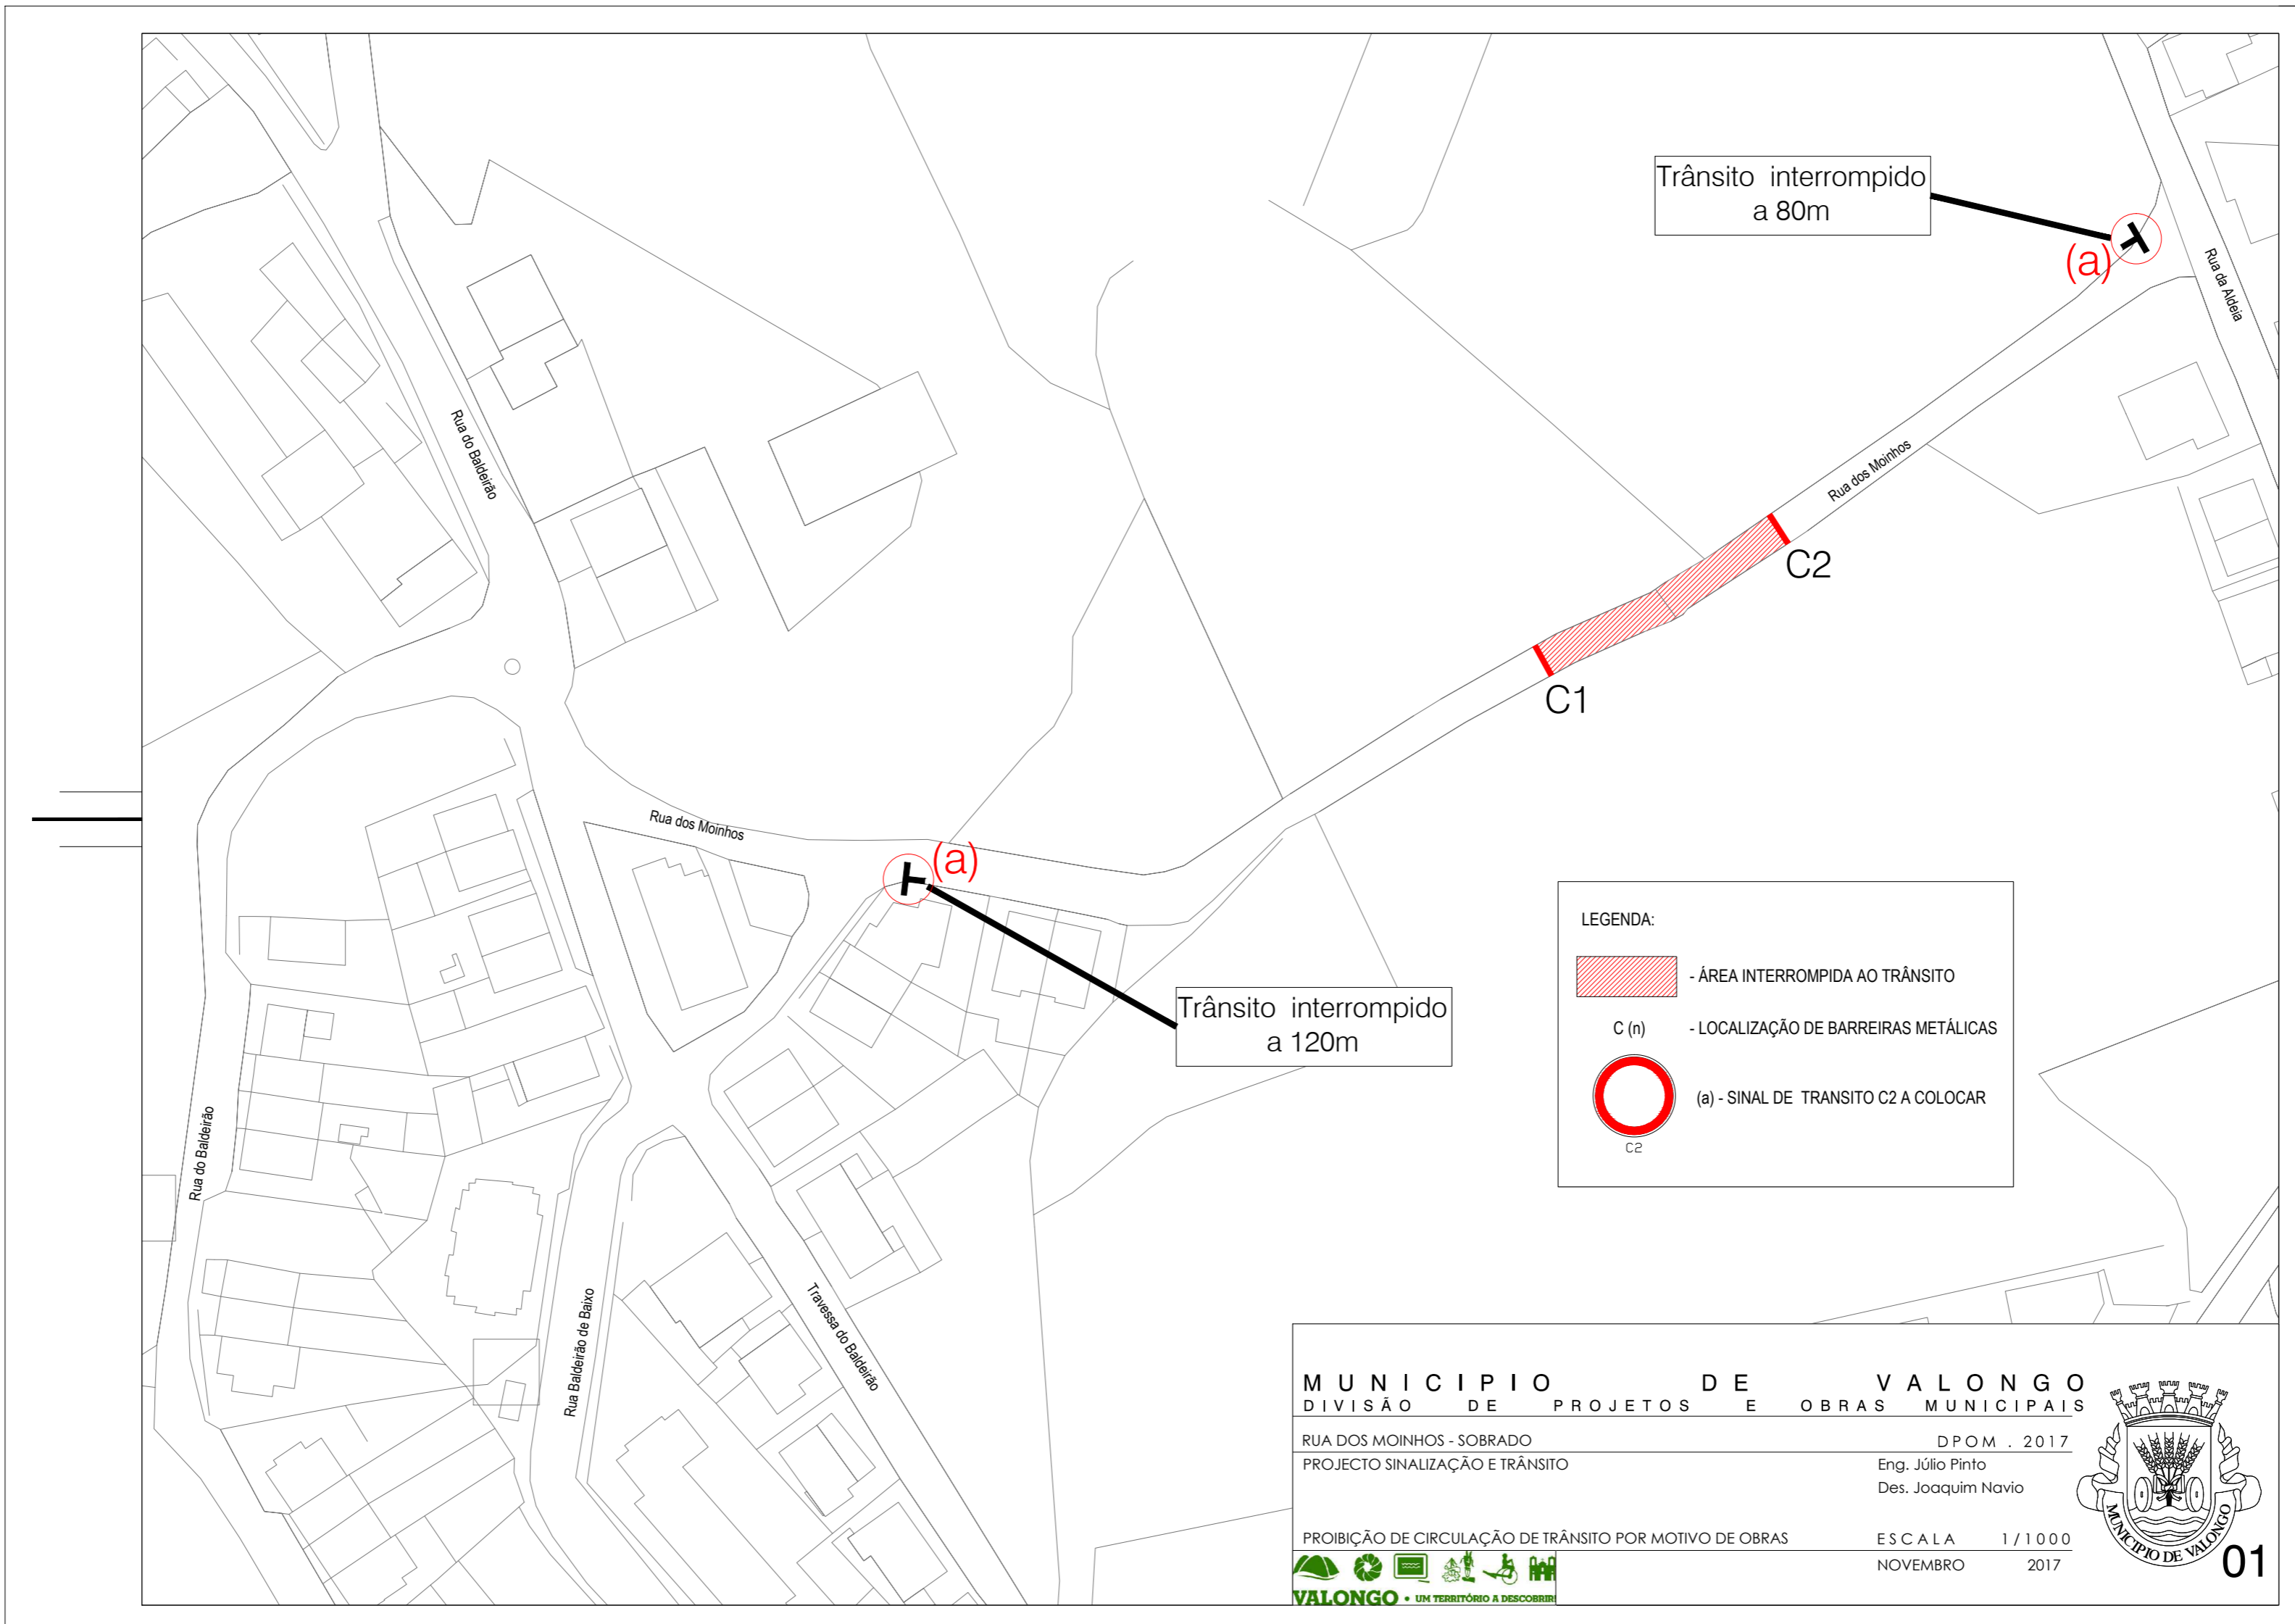 Trânsito interrompido
a 80m
(a)
Rua da Aldeia
Rua do Baldeirão
Rua dos Moinhos
C2
C1
Rua dos Moinhos
(a)
Trânsito interrompido
a 120m
LEGENDA:
- ÁREA INTERROMPIDA AO TRÂNSITO
C (n) - LOCALIZAÇÃO DE BARREIRAS METÁLICAS
(a) - SINAL DE TRANSITO C2 A COLOCAR
C2
Rua do Baldeirão
Rua Baldeirão de Baixo
Travessa do Baldeirão
MUNICIPIO DE VALONGO
DIVISÃO DE PROJETOS E OBRAS MUNICIPAIS
RUA DOS MOINHOS - SOBRADO DPOM . 2017
PROJECTO SINALIZAÇÃO E TRÂNSITO Eng. Júlio Pinto
Des. Joaquim Navio
PROIBIÇÃO DE CIRCULAÇÃO DE TRÂNSITO POR MOTIVO DE OBRAS ESCALA 1/1000
NOVEMBRO 2017
MUNICIPIO DE VALONGO
01
VALONGO • UM TERRITÓRIO A DESCOBRIR!